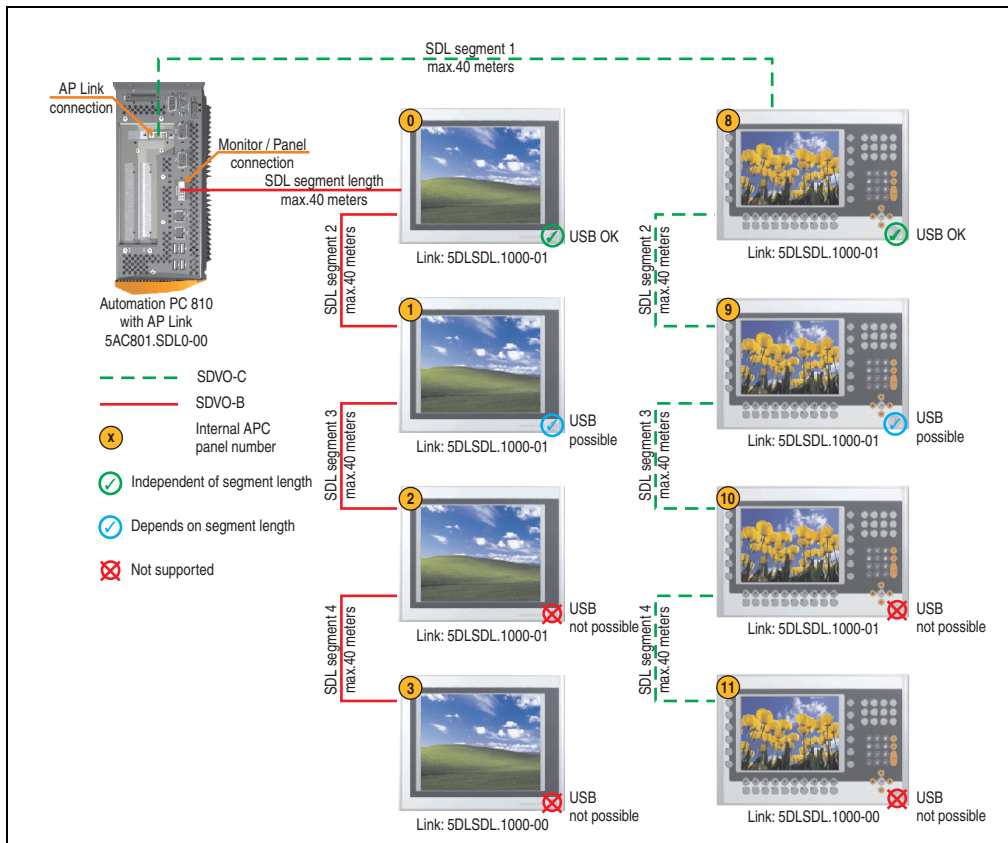 SDL segment 1
max.40 meters
AP Link
connection
Monitor / Panel
connection
SDL segment length
max.40 meters
Automation PC 810
with AP Link
5AC801.SDL0-00
SDVO-C
SDVO-B
x
Internal APC
panel number
Independent of segment length
Depends on segment length
Not supported
0
USB OK
Link: 5DLSDL.1000-01
SDL segment 2
max.40 meters
1
USB
possible
Link: 5DLSDL.1000-01
SDL segment 3
max.40 meters
2
USB
not possible
Link: 5DLSDL.1000-01
SDL segment 4
max.40 meters
3
USB
not possible
Link: 5DLSDL.1000-00
8
USB OK
Link: 5DLSDL.1000-01
SDL segment 2
max.40 meters
9
USB
possible
Link: 5DLSDL.1000-01
SDL segment 3
max.40 meters
10
USB
not possible
Link: 5DLSDL.1000-01
SDL segment 4
max.40 meters
11
USB
not possible
Link: 5DLSDL.1000-00